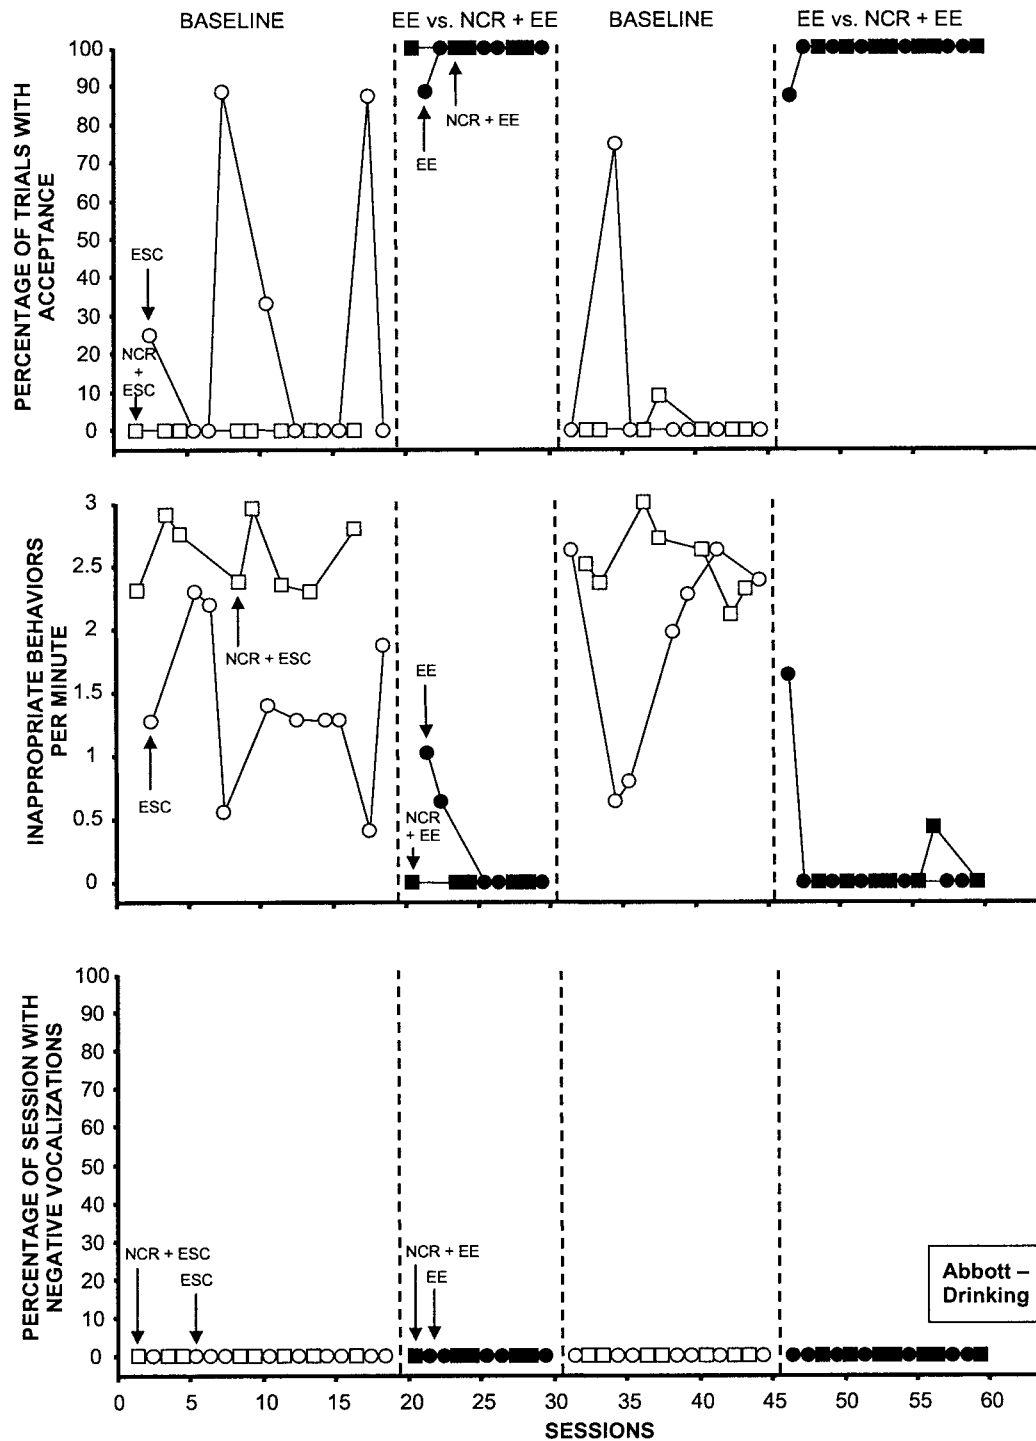 BASELINE
EE vs. NCR + EE
BASELINE
EE vs. NCR + EE
PERCENTAGE OF TRIALS WITH
ACCEPTANCE
100
90
80
70
60
50
40
30
20
10
0
ESC
NCR
+
ESC
NCR + EE
EE
INAPPROPRIATE BEHAVIORS
PER MINUTE
3
2.5
2
1.5
1
0.5
0
NCR + ESC
ESC
EE
NCR
+ EE
PERCENTAGE OF SESSION WITH
NEGATIVE VOCALIZATIONS
100
90
80
70
60
50
40
30
20
10
0
NCR + ESC
ESC
NCR + EE
EE
Abbott –
Drinking
0 5 10 15 20 25 30 35 40 45 50 55 60
SESSIONS